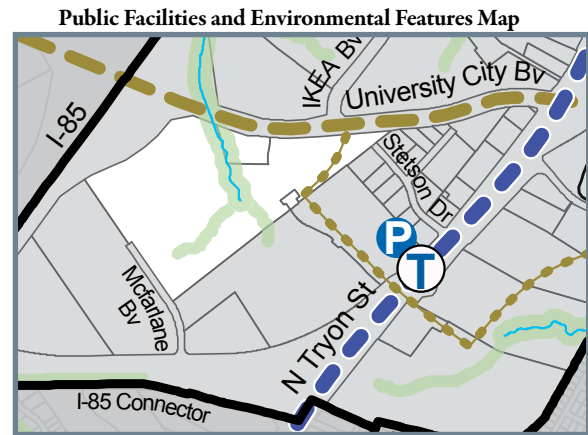 Public Facilities and Environmental Features Map
IKEA Bv
University City Bv
I-85
Stetson Dr
P
T
Mcfarlane
Bv
N Tryon St
I-85 Connector